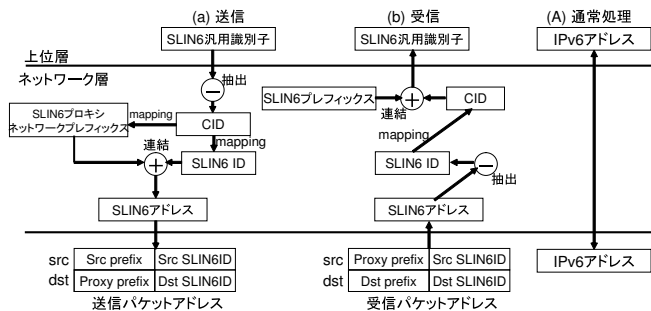 (a) 送信
(b) 受信
(A) 通常処理
SLIN6汎用識別子
SLIN6汎用識別子
IPv6アドレス
上位層
ネットワーク層
抽出
SLIN6プロキシ
ネットワークプレフィックス
mapping
CID
SLIN6プレフィックス
連結
CID
mapping
mapping
連結
SLIN6 ID
SLIN6 ID
抽出
SLIN6アドレス
SLIN6アドレス
src
Src prefix
Src SLIN6ID
dst
Proxy prefix
Dst SLIN6ID
送信パケットアドレス
src
Proxy prefix
Src SLIN6ID
dst
Dst prefix
Dst SLIN6ID
受信パケットアドレス
IPv6アドレス